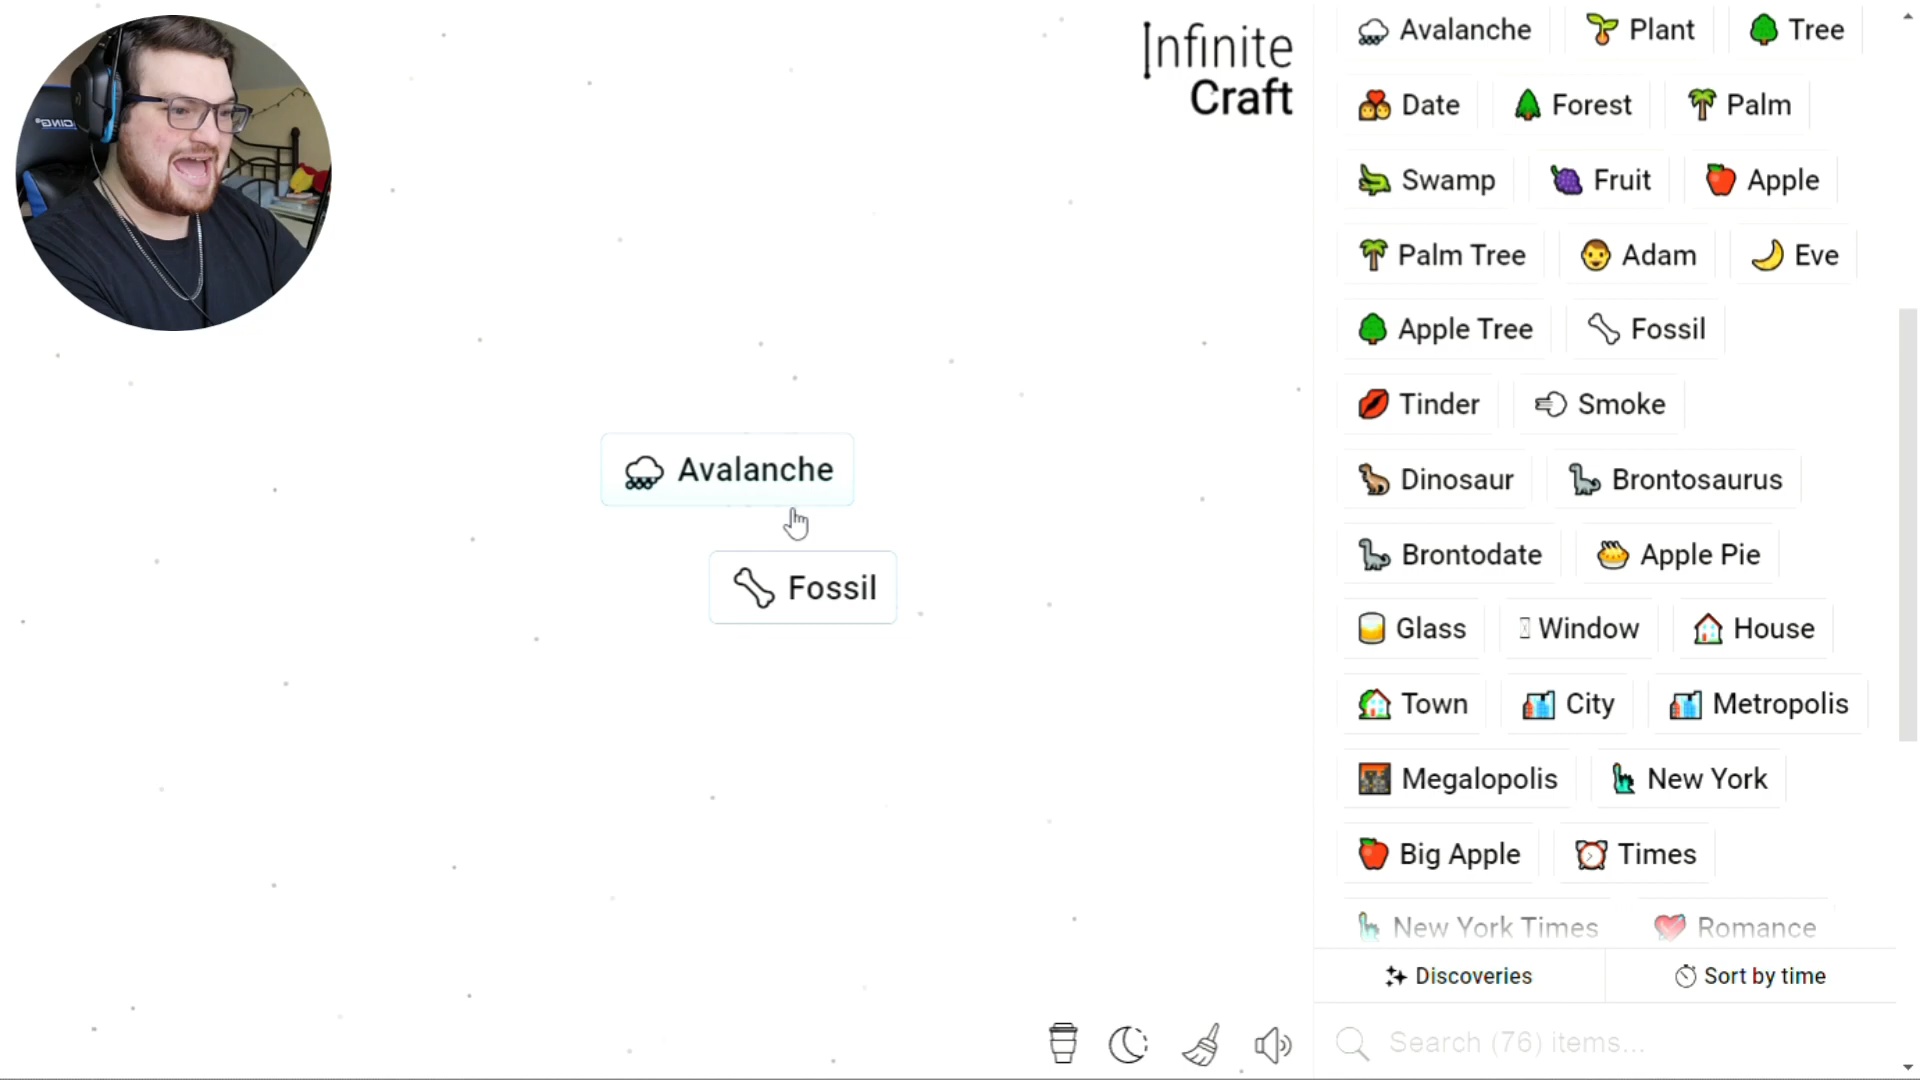 Infinite
Craft
Avalanche Plant Tree
Date Forest Palm
Swamp Fruit Apple
Palm Tree Adam Eve
Apple Tree Fossil
Tinder Smoke
Dinosaur Brontosaurus
Brontodate Apple Pie
Glass Window House
Town City Metropolis
Megalopolis New York
Big Apple Times
New York Times Romance
Discoveries Sort by time
Search (76) items...
Avalanche
Fossil